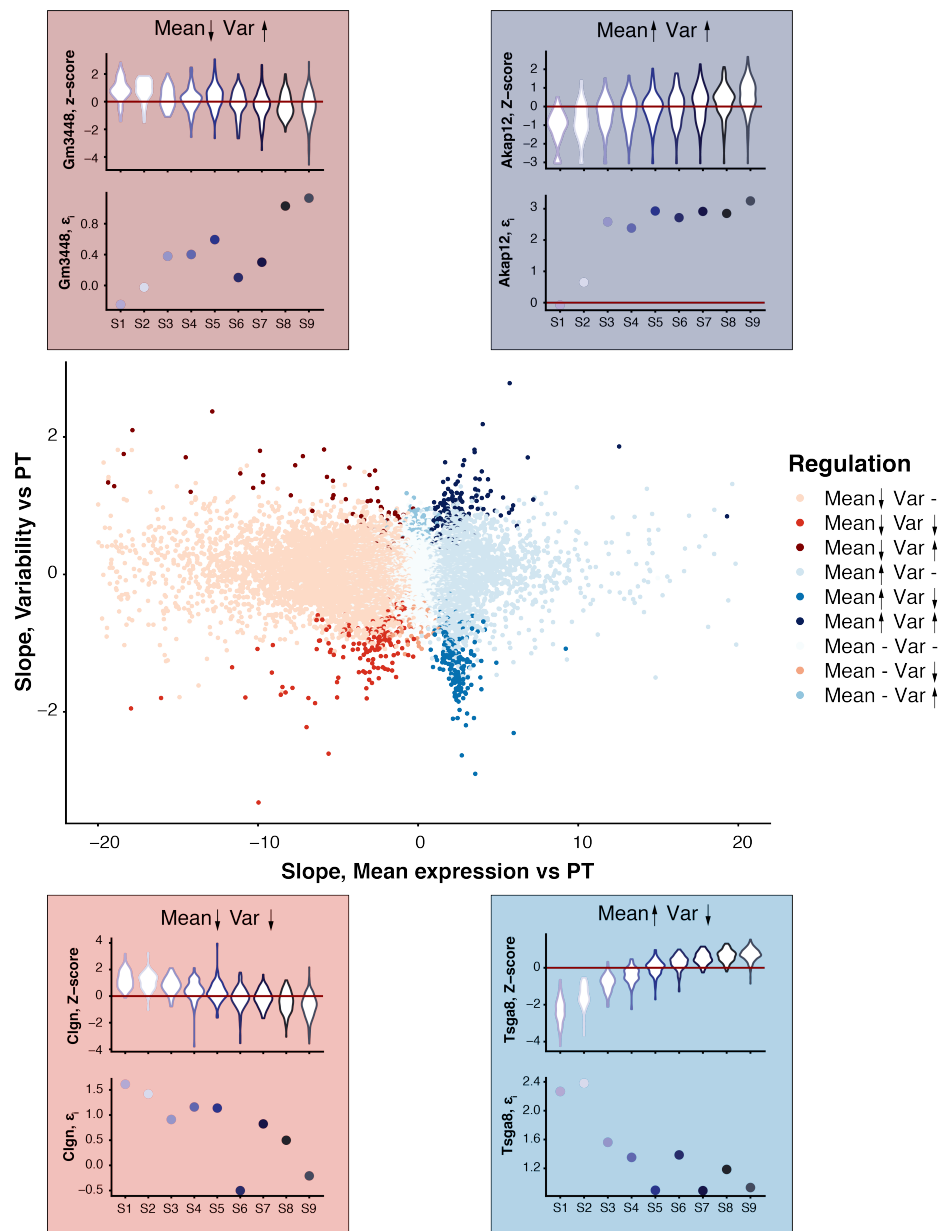 Mean↓ Var ↑
Gm3448, z-score
2
0
−2
−4
Gm3448, εi
0.8
0.4
0.0
S1 S2 S3 S4 S5 S6 S7 S8 S9
Mean↑ Var ↑
Akap12, Z-score
2
1
0
−1
−2
−3
Akap12, εi
3
2
1
0
S1 S2 S3 S4 S5 S6 S7 S8 S9
Slope, Variability vs PT
2
0
−2
−20 −10 0 10 20
Slope, Mean expression vs PT
Regulation
Mean↓ Var -
Mean↓ Var ↓
Mean↓ Var ↑
Mean↑ Var -
Mean↑ Var ↓
Mean↑ Var ↑
Mean - Var -
Mean - Var ↓
Mean - Var ↑
Mean↓ Var ↓
Clgn, Z-score
4
2
0
−2
−4
Clgn, εi
1.5
1.0
0.5
0.0
−0.5
S1 S2 S3 S4 S5 S6 S7 S8 S9
Mean↑ Var ↓
Tsga8, Z-score
0
−2
−4
Tsga8, εi
2.4
2.0
1.6
1.2
S1 S2 S3 S4 S5 S6 S7 S8 S9